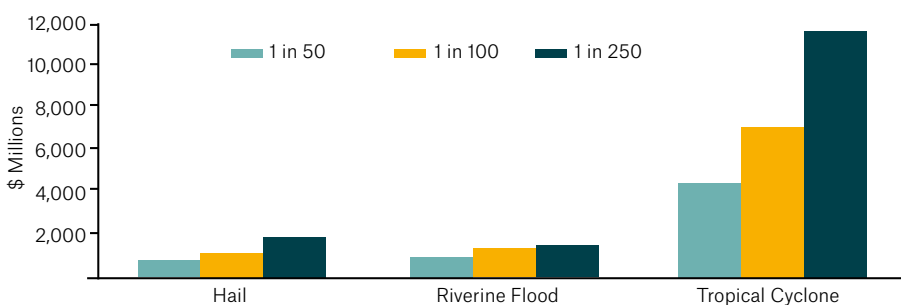 12,000
1 in 50 1 in 100 1 in 250
10,000
8,000
$ Millions
6,000
4,000
2,000
Hail Riverine Flood Tropical Cyclone